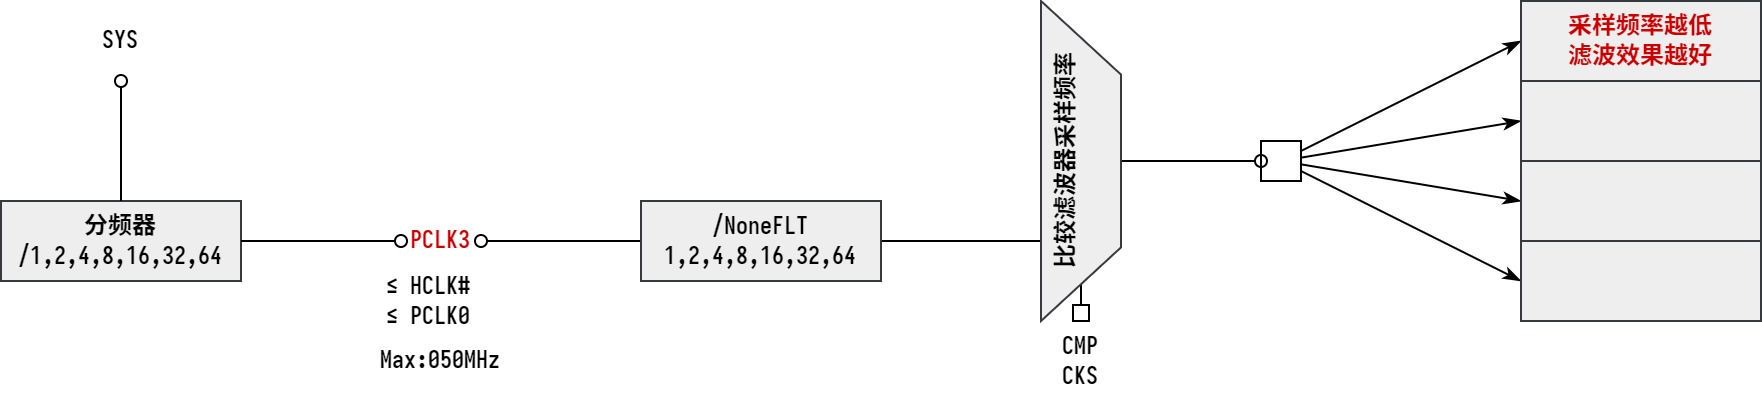 SYS
分频器
/1,2,4,8,16,32,64
PCLK3
≤ HCLK#
≤ PCLK0
Max:050MHz
/NoneFLT
1,2,4,8,16,32,64
比较滤波器采样频率
CMP
CKS
采样频率越低
滤波效果越好